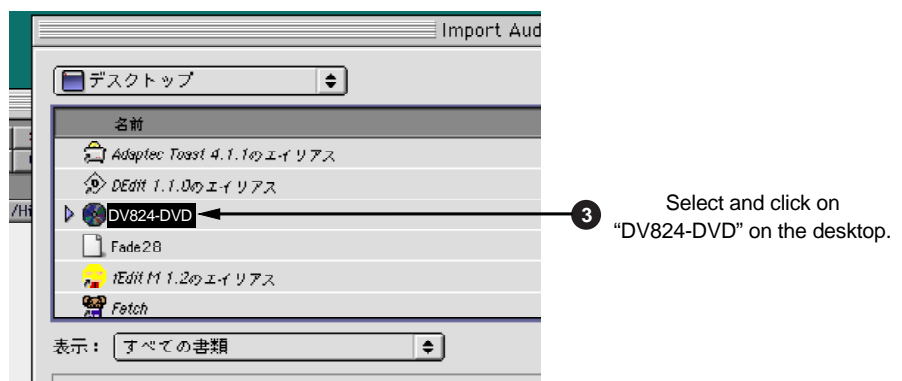 Import Aud
デスクトップ
名前
Adaptec Toast 4.1.1のエイリアス
DEdit 1.1.0のエイリアス
/Hi
DV824-DVD
Fade28
tEdit M 1.2のエイリアス
Fetch
表示：
すべての書類
3
Select and click on
“DV824-DVD” on the desktop.